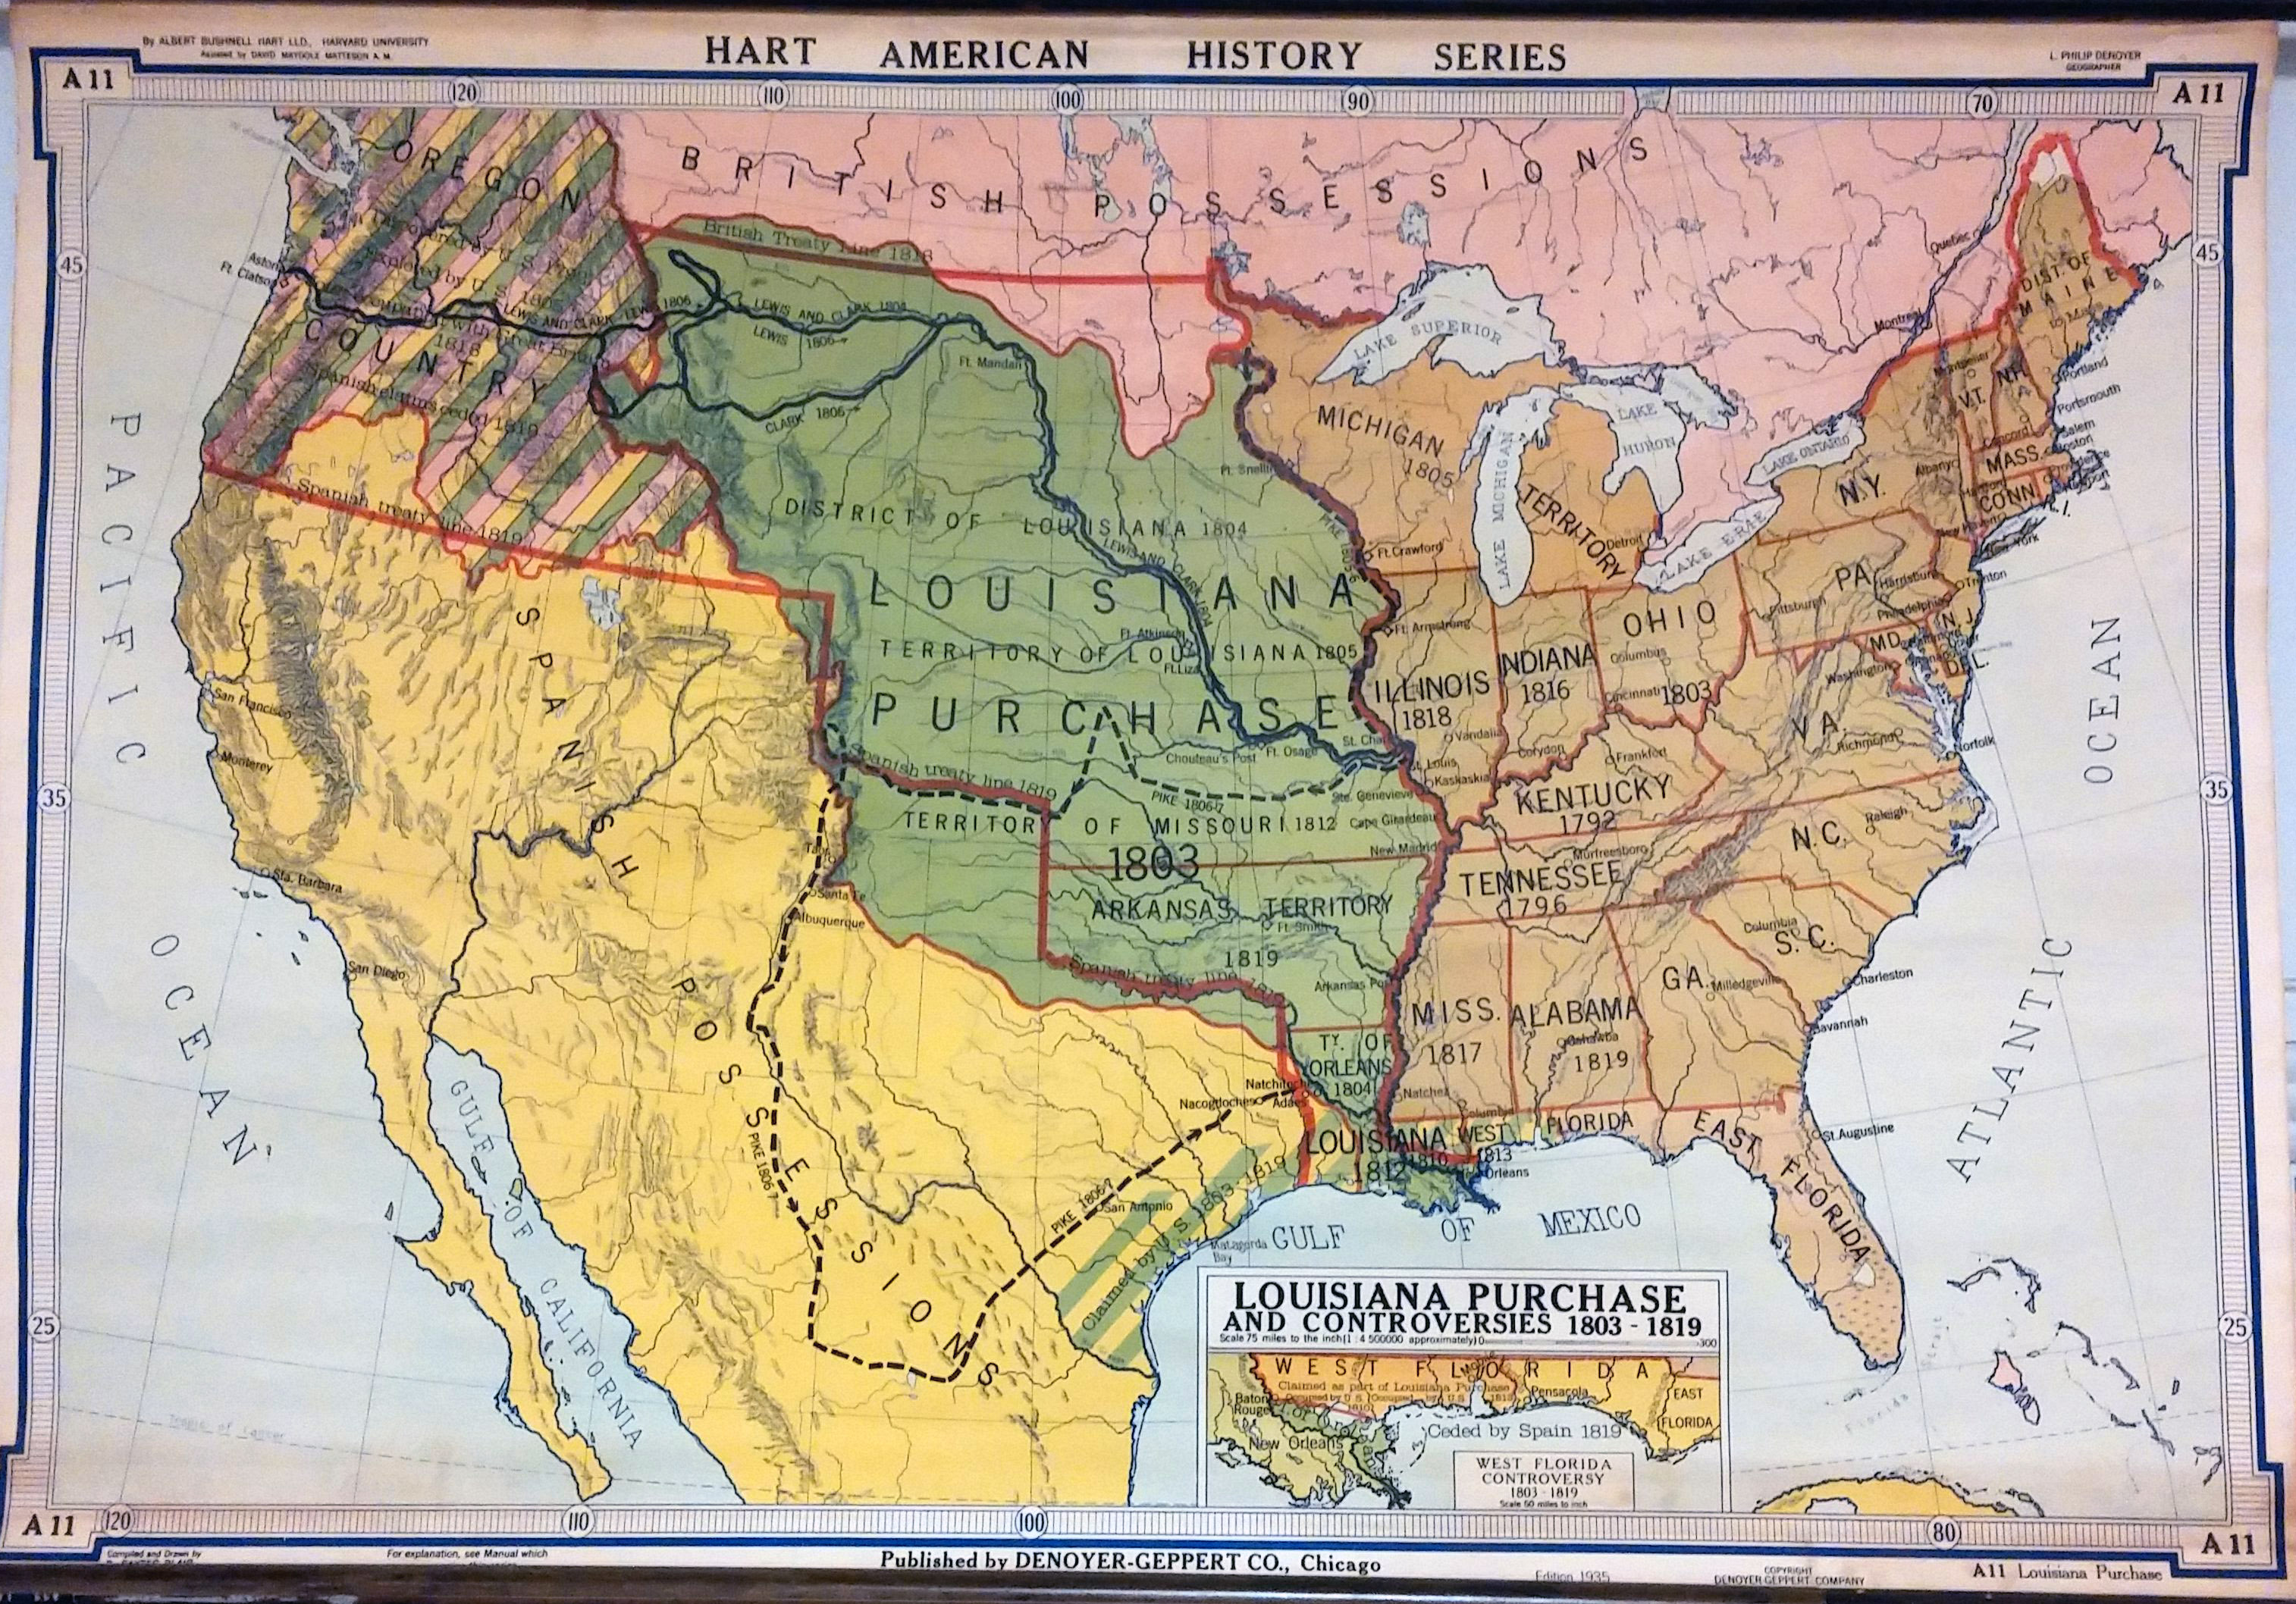 By ALBERT BUSHNELL HART LLD., HARVARD UNIVERSITY
Assisted by DAVID MAYDOLE MATTESON A. M.
HART AMERICAN HISTORY SERIES
L. PHILIP DENOYER
GEOGRAPHER
A 11
A 11
120
110
100
90
70
45
45
35
35
25
25
OREGON
COUNTRY
Explored by U. S. 1805
1818
Spanish claims ceded 1819
BRITISH POSSESSIONS
British Treaty Line 1818
Astoria
Ft. Clatsop
LEWIS AND CLARK
LEWIS 1806
LEWIS AND CLARK 1804
LEWIS 1806
CLARK 1806
Ft. Mandan
LAKE SUPERIOR
LAKE MICHIGAN
LAKE HURON
LAKE ONTARIO
LAKE ERIE
Quebec
Montreal
DIST. OF MAINE
to Mass.
Portland
Portsmouth
Salem
Boston
Concord
Montpelier
VT.
N.H.
MASS.
CONN.
R.I.
Albany
N.Y.
New York
MICHIGAN
1805
TERRITORY
Detroit
Ft. Snelling
PIKE 1805-6
Ft. Crawford
Ft. Armstrong
PACIFIC
OCEAN
ATLANTIC
OCEAN
Spanish treaty line 1819
DISTRICT OF LOUISIANA 1804
LEWIS AND CLARK 1804
LOUISIANA
TERRITORY OF LOUISIANA 1805
PURCHASE
Ft. Atkinson
Ft. Lisa
Chouteau's Post
Ft. Osage
St. Charles
St. Louis
Kaskaskia
Ste. Genevieve
Cape Girardeau
New Madrid
Spanish treaty line 1819
PIKE 1806-7
TERRITORY OF MISSOURI 1812
1803
ARKANSAS TERRITORY
Ft. Smith
1819
Spanish treaty line 1819
Arkansas Post
TY. OF
ORLEANS
1804
LOUISIANA
1812
1810
WEST FLORIDA
1813
Orleans
EAST FLORIDA
OHIO
Columbus
Cincinnati
1803
INDIANA
1816
ILLINOIS
1818
Vandalia
Corydon
Frankfort
KENTUCKY
1792
TENNESSEE
1796
Murfreesboro
PA.
Pittsburgh
Harrisburg
Philadelphia
Trenton
N. J.
MD.
DEL.
Washington
VA.
Richmond
Norfolk
N.C.
Raleigh
S. C.
Columbia
Charleston
GA.
Milledgeville
Savannah
St. Augustine
MISS.
1817
ALABAMA
1819
Cahawba
Natchez
Columbia
SPANISH POSSESSIONS
San Francisco
Monterey
Sta. Barbara
San Diego
Taos
Santa Fe
Albuquerque
PIKE 1806-7
PIKE 1806-7
San Antonio
Nacogdoches
Natchitoches
Adaes
Claimed by U. S. 1803-1819
Matagorda
Bay
GULF OF CALIFORNIA
GULF OF MEXICO
Tropic of Cancer
LOUISIANA PURCHASE
AND CONTROVERSIES 1803 - 1819
Scale 75 miles to the inch (1 : 4 500000 approximately) 0 300
WEST FLORIDA
Claimed as part of Louisiana Purchase
Baton
Rouge
Pensacola
EAST
FLORIDA
New Orleans
Ceded by Spain 1819
WEST FLORIDA
CONTROVERSY
1803 - 1819
Scale 50 miles to inch
A 11
120
110
100
80
A 11
Compiled and Drawn by
For explanation, see Manual which
Published by DENOYER-GEPPERT CO., Chicago
Edition 1935
COPYRIGHT
DENOYER-GEPPERT COMPANY
A11 Louisiana Purchase